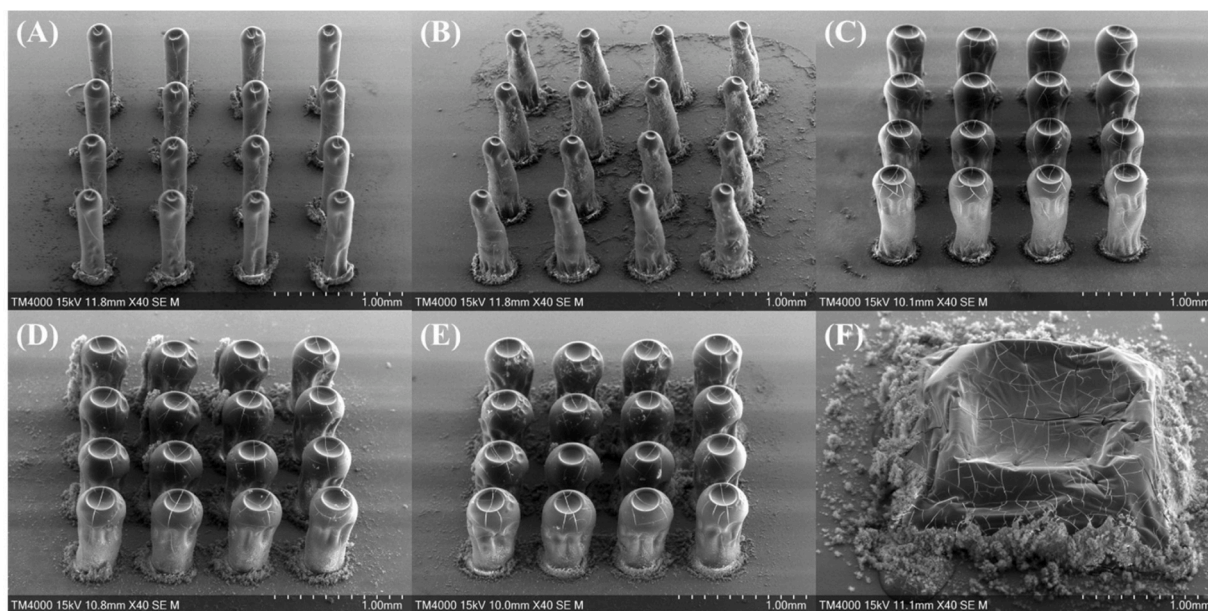 (A)
(B)
(C)
TM4000 15kV 11.8mm X40 SE M 1.00mm
TM4000 15kV 11.8mm X40 SE M 1.00mm
TM4000 15kV 10.1mm X40 SE M 1.00mm
(D)
(E)
(F)
TM4000 15kV 10.8mm X40 SE M 1.00mm
TM4000 15kV 10.0mm X40 SE M 1.00mm
TM4000 15kV 11.1mm X40 SE M 1.00mm